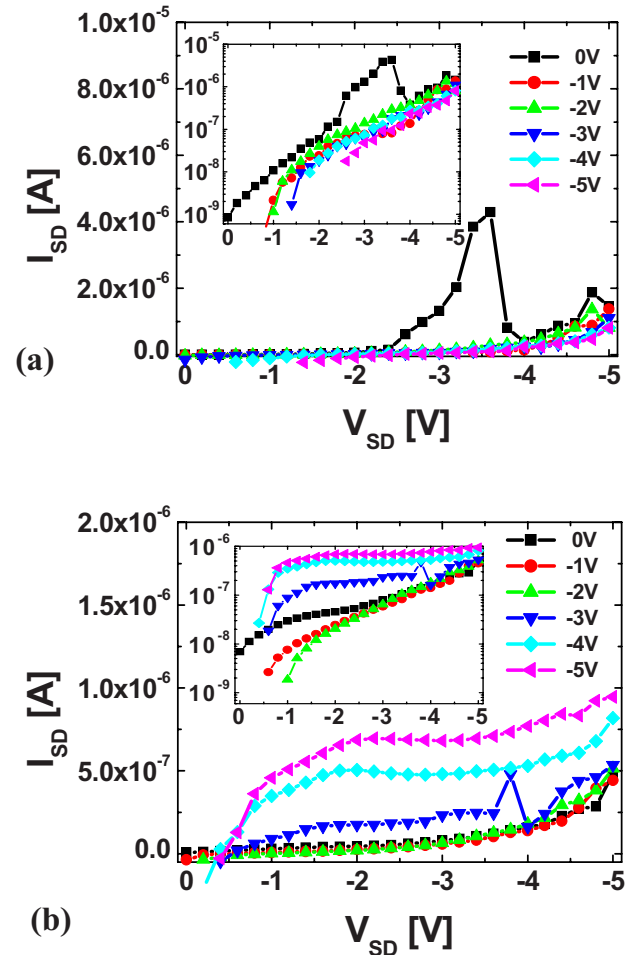 1.0x10⁻⁵
8.0x10⁻⁶
6.0x10⁻⁶
4.0x10⁻⁶
2.0x10⁻⁶
0.0
I_SD [A]
10⁻⁵
10⁻⁶
10⁻⁷
10⁻⁸
10⁻⁹
0 -1 -2 -3 -4 -5
0V
-1V
-2V
-3V
-4V
-5V
0 -1 -2 -3 -4 -5
(a)
V_SD [V]
2.0x10⁻⁶
1.5x10⁻⁶
1.0x10⁻⁶
5.0x10⁻⁷
0.0
I_SD [A]
10⁻⁶
10⁻⁷
10⁻⁸
10⁻⁹
0 -1 -2 -3 -4 -5
0V
-1V
-2V
-3V
-4V
-5V
0 -1 -2 -3 -4 -5
(b)
V_SD [V]